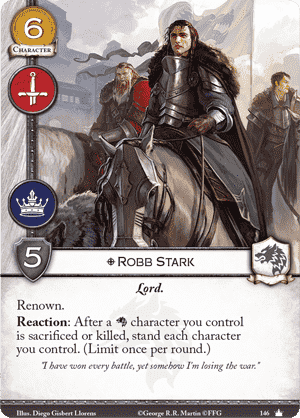 6
CHARACTER
5
ROBB STARK
Lord.
Renown.
Reaction: After a character you control
is sacrificed or killed, stand each character
you control. (Limit once per round.)
"I have won every battle, yet somehow I'm losing the war."
Illus. Diego Gisbert Llorens ©George R.R. Martin ©FFG 146